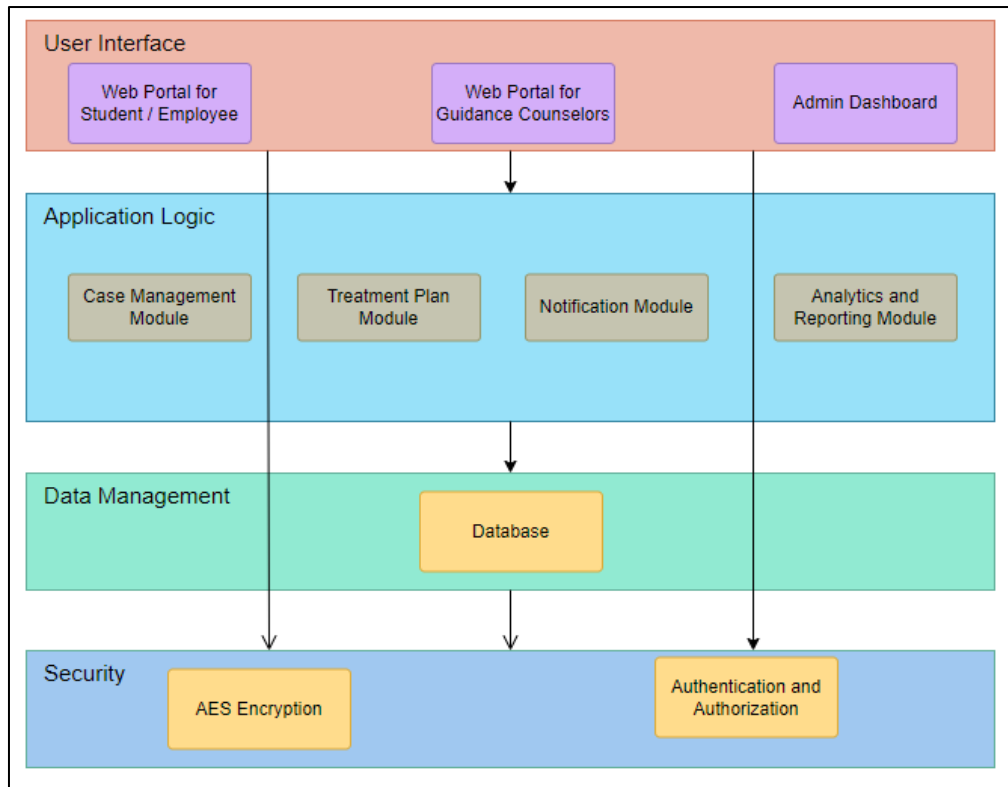 User Interface
Web Portal for
Student / Employee
Web Portal for
Guidance Counselors
Admin Dashboard
Application Logic
Case Management
Module
Treatment Plan
Module
Notification Module
Analytics and
Reporting Module
Data Management
Database
Security
AES Encryption
Authentication and
Authorization